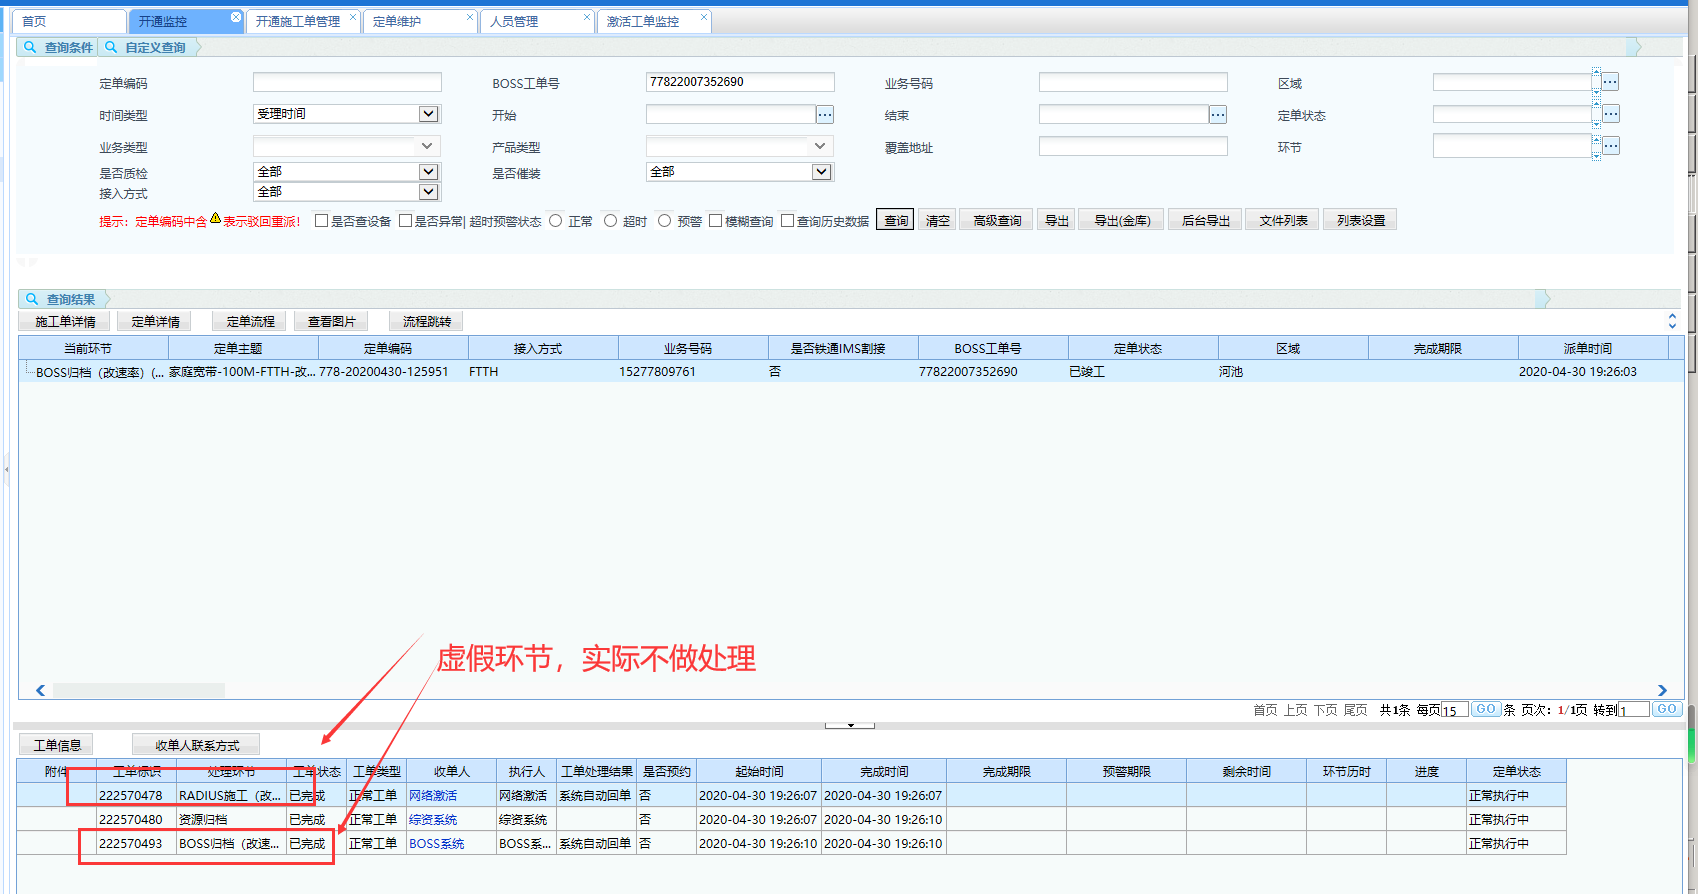 首页 开通监控 开通施工单管理 定单维护 人员管理 激活工单监控
查询条件 自定义查询
定单编码 BOSS工单号 77822007352690 业务号码 区域
时间类型 受理时间 开始 结束 定单状态
业务类型 产品类型 覆盖地址 环节
是否质检 全部 是否催装 全部
接入方式 全部
提示：定单编码中含 表示驳回重派! 是否查设备 是否异常| 超时预警状态 正常 超时 预警 模糊查询 查询历史数据 查询 清空 高级查询 导出 导出(金库) 后台导出 文件列表 列表设置
查询结果
施工单详情 定单详情 定单流程 查看图片 流程跳转
当前环节 定单主题 定单编码 接入方式 业务号码 是否铁通IMS割接 BOSS工单号 定单状态 区域 完成期限 派单时间
BOSS归档（改速率）(... 家庭宽带-100M-FTTH-改... 778-20200430-125951 FTTH 15277809761 否 77822007352690 已竣工 河池 2020-04-30 19:26:03
虚假环节，实际不做处理
首页 上页 下页 尾页 共1条 每页 15 GO 条 页次：1/1页 转到 1 GO
工单信息 收单人联系方式
附件 工单标识 处理环节 工单状态 工单类型 收单人 执行人 工单处理结果 是否预约 起始时间 完成时间 完成期限 预警期限 剩余时间 环节历时 进度 定单状态
222570478 RADIUS施工（改... 已完成 正常工单 网络激活 网络激活 系统自动回单 否 2020-04-30 19:26:07 2020-04-30 19:26:07 正常执行中
222570480 资源归档 已完成 正常工单 综资系统 综资系统 否 2020-04-30 19:26:07 2020-04-30 19:26:10 正常执行中
222570493 BOSS归档（改速... 已完成 正常工单 BOSS系统 BOSS系... 系统自动回单 否 2020-04-30 19:26:10 2020-04-30 19:26:10 正常执行中